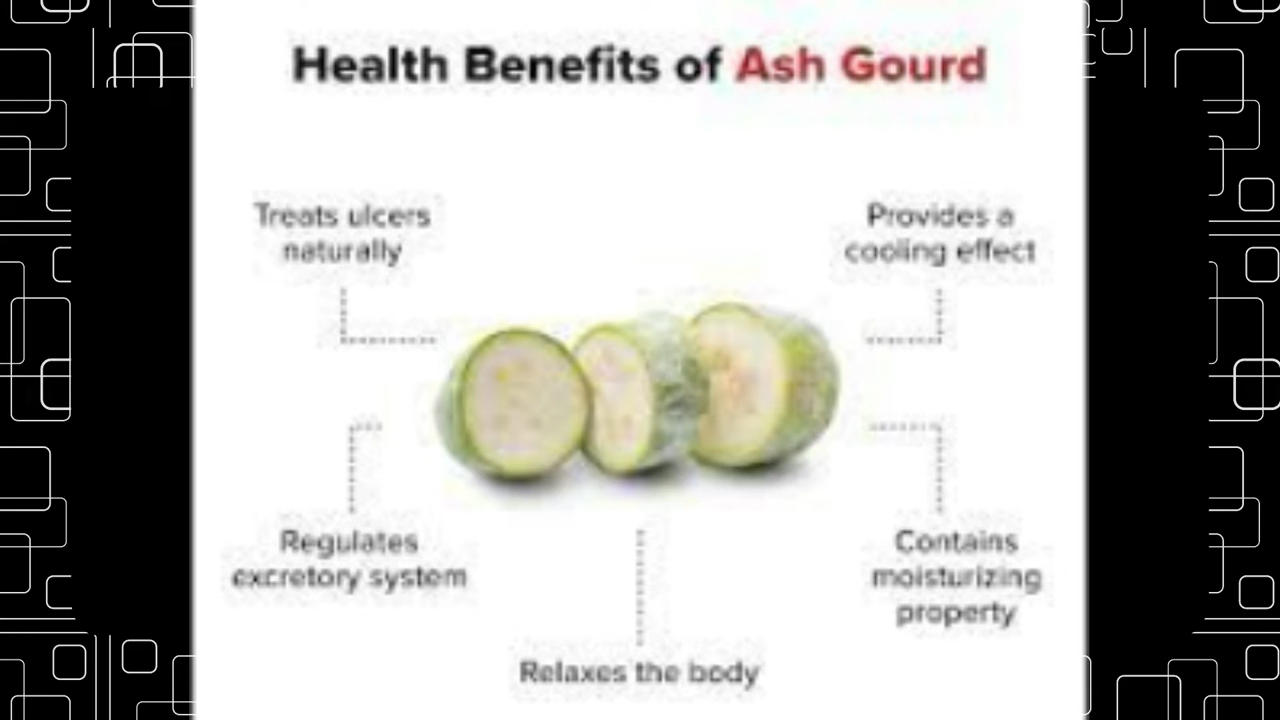 Health Benefits of Ash Gourd
Treats ulcers
naturally
Provides a
cooling effect
Regulates
excretory system
Contains
moisturizing
property
Relaxes the body